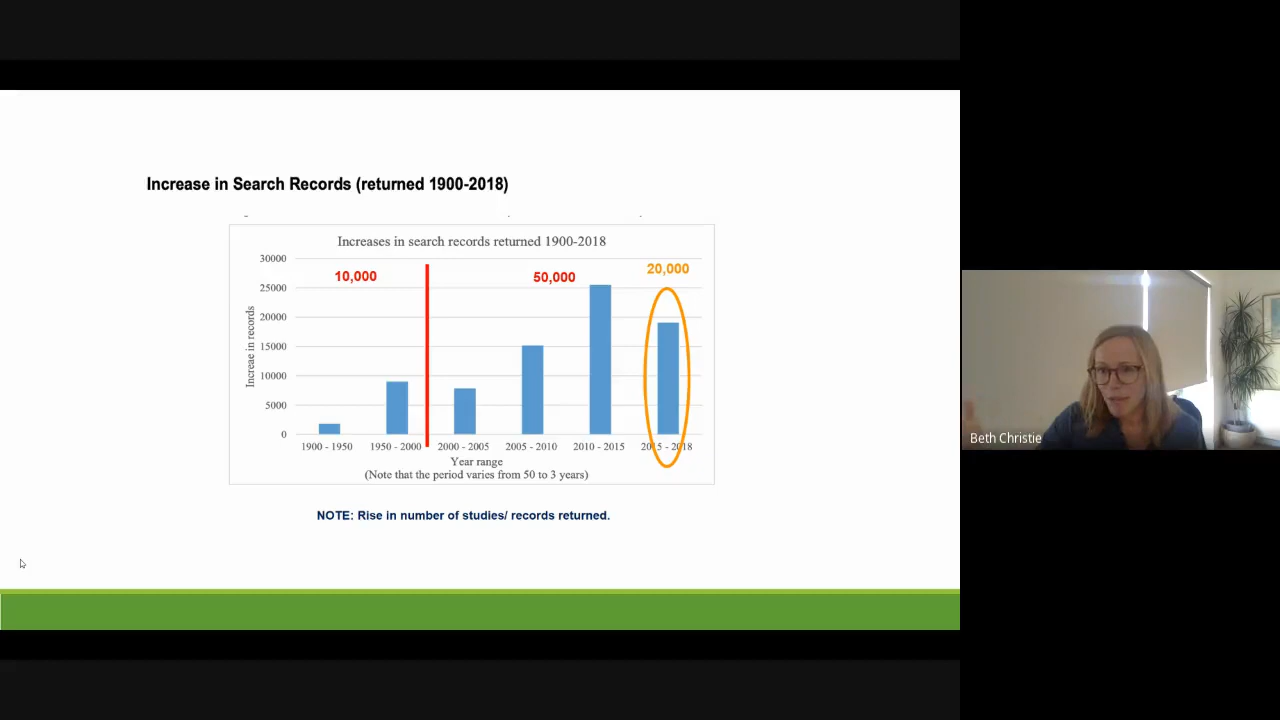 Increase in Search Records (returned 1900-2018)
Increases in search records returned 1900-2018
30000
25000
20000
15000
10000
5000
0
Increase in records
10,000
50,000
20,000
1900 - 1950
1950 - 2000
2000 - 2005
2005 - 2010
2010 - 2015
2015 - 2018
Year range
(Note that the period varies from 50 to 3 years)
NOTE: Rise in number of studies/ records returned.
Beth Christie